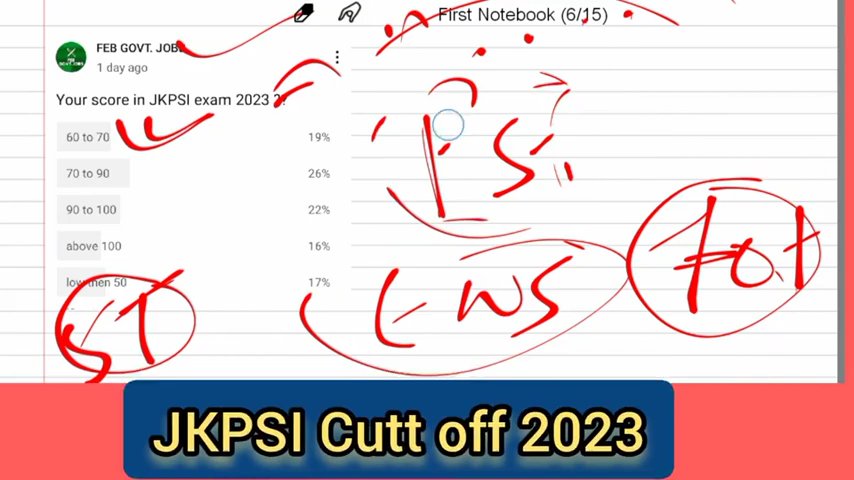 First Notebook (6/15)
FEB GOVT. JOBS
1 day ago
Your score in JKPSI exam 2023 ?
60 to 70 19%
70 to 90 26%
90 to 100 22%
above 100 16%
low then 50 17%
PSI
ST
EWS
JKPSI Cutt off 2023